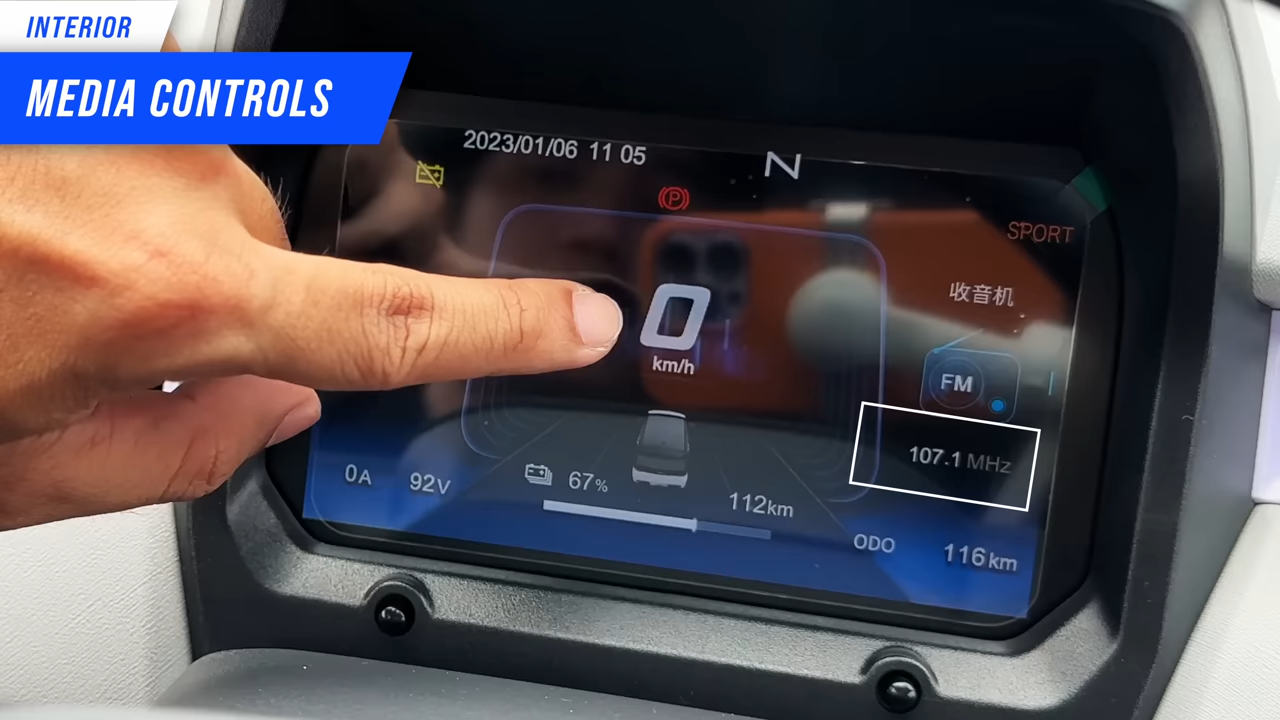 INTERIOR
MEDIA CONTROLS
2023/01/06 11 05
N
P
SPORT
收音机
0
km/h
FM
107.1 MHz
0A 92V
67%
112km
ODO 116km